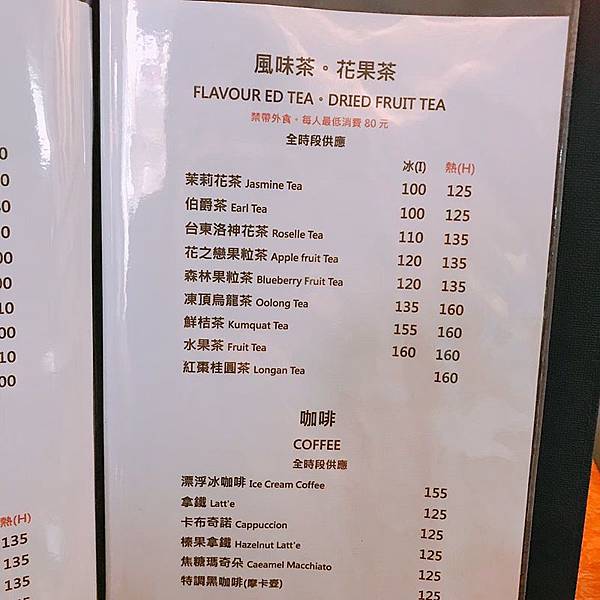 風味茶。花果茶
FLAVOUR ED TEA。DRIED FRUIT TEA
禁帶外食。每人最低消費 80 元
全時段供應
冰(I) 熱(H)
茉莉花茶 Jasmine Tea 100 125
伯爵茶 Earl Tea 100 125
台東洛神花茶 Roselle Tea 110 135
花之戀果粒茶 Apple fruit Tea 120 135
森林果粒茶 Blueberry Fruit Tea 120 135
凍頂烏龍茶 Oolong Tea 135 160
鮮桔茶 Kumquat Tea 155 160
水果茶 Fruit Tea 160 160
紅棗桂圓茶 Longan Tea 160
咖啡
COFFEE
全時段供應
漂浮冰咖啡 Ice Cream Coffee 155
拿鐵 Latt'e 125
卡布奇諾 Cappuccion 125
榛果拿鐵 Hazelnut Latt'e 125
焦糖瑪奇朵 Caeamel Macchiato 125
特調黑咖啡(摩卡壺) 125
熱(H)
135
135
135